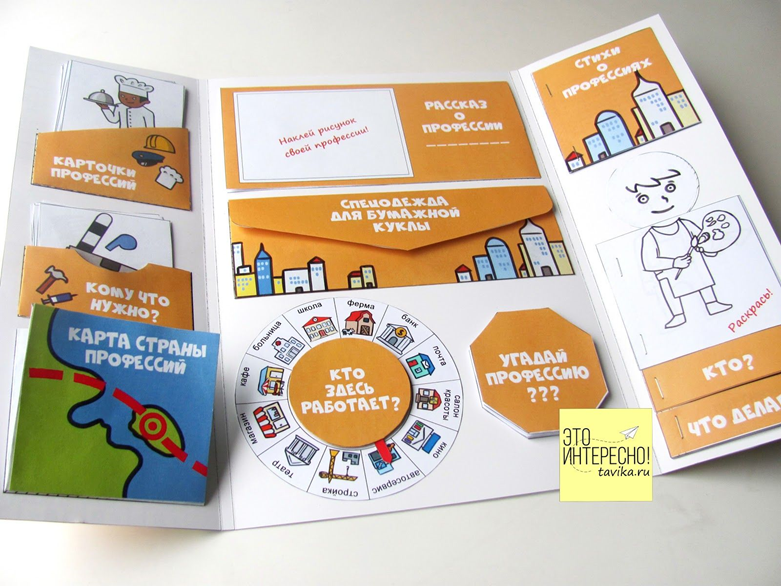 КАРТОЧКИ
ПРОФЕССИЙ
КОМУ ЧТО
НУЖНО?
КАРТА СТРАНЫ
ПРОФЕССИЙ
Наклей рисунок
своей профессии!
РАССКАЗ
О
ПРОФЕССИИ
СПЕЦОДЕЖДА
ДЛЯ БУМАЖНОЙ
КУКЛЫ
школа
ферма
банк
почта
салон
красоты
кино
автосервис
стройка
театр
магазин
кафе
больница
КТО
ЗДЕСЬ
РАБОТАЕТ?
УГАДАЙ
ПРОФЕССИЮ
???
СТИХИ
О
ПРОФЕССИЯХ
Раскрась!
КТО?
ЧТО ДЕЛА
ЭТО
ИНТЕРЕСНО!
tavika.ru